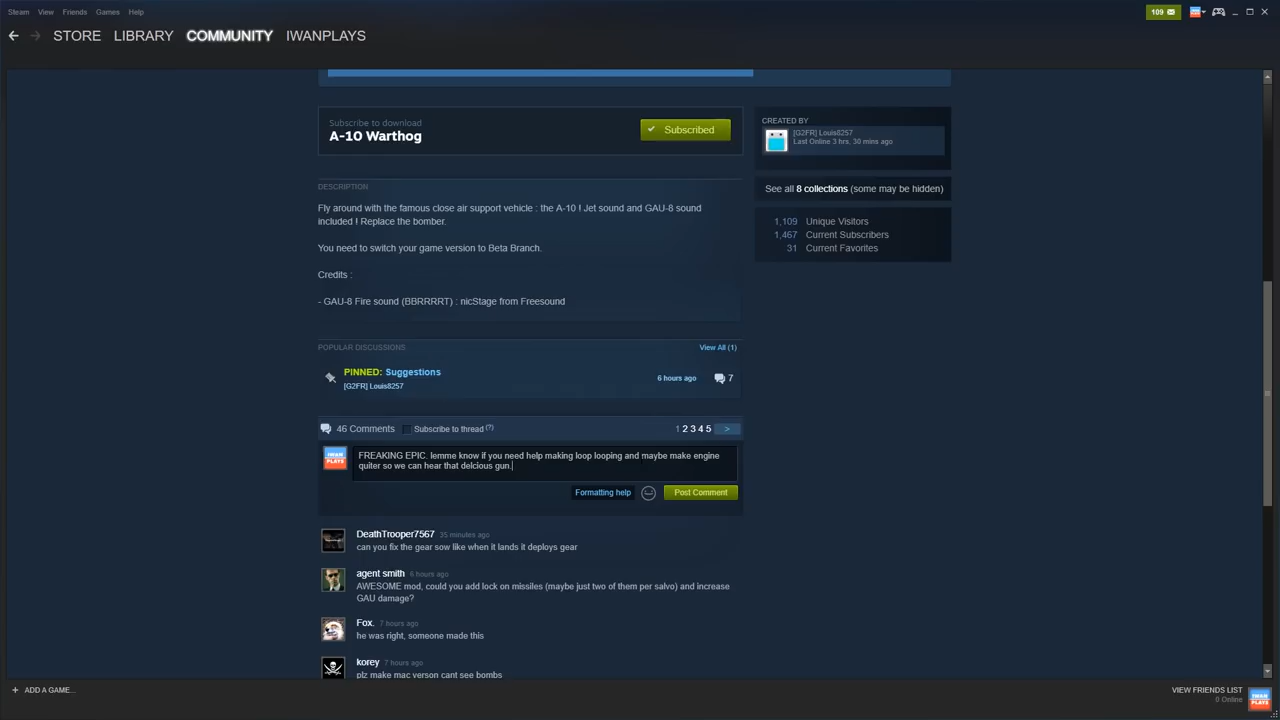 Steam View Friends Games Help
109
STORE LIBRARY COMMUNITY IWANPLAYS
Subscribe to download
A-10 Warthog
Subscribed
CREATED BY
[G2FR] Louis8257
Last Online 3 hrs, 30 mins ago
See all 8 collections (some may be hidden)
1,109 Unique Visitors
1,467 Current Subscribers
31 Current Favorites
DESCRIPTION
Fly around with the famous close air support vehicle : the A-10 ! Jet sound and GAU-8 sound
included ! Replace the bomber.
You need to switch your game version to Beta Branch.
Credits :
- GAU-8 Fire sound (BBRRRRT) : nicStage from Freesound
POPULAR DISCUSSIONS
View All (1)
PINNED: Suggestions
[G2FR] Louis8257
6 hours ago
7
46 Comments
Subscribe to thread (?)
1 2 3 4 5 >
IWAN
PLAYS
FREAKING EPIC. lemme know if you need help making loop looping and maybe make engine
quiter so we can hear that delcious gun.
Formatting help
Post Comment
DeathTrooper7567 35 minutes ago
can you fix the gear sow like when it lands it deploys gear
agent smith 6 hours ago
AWESOME mod, could you add lock on missiles (maybe just two of them per salvo) and increase
GAU damage?
Fox. 7 hours ago
he was right, someone made this
korey 7 hours ago
plz make mac verson cant see bombs
+ ADD A GAME...
VIEW FRIENDS LIST
0 Online
IWAN
PLAYS